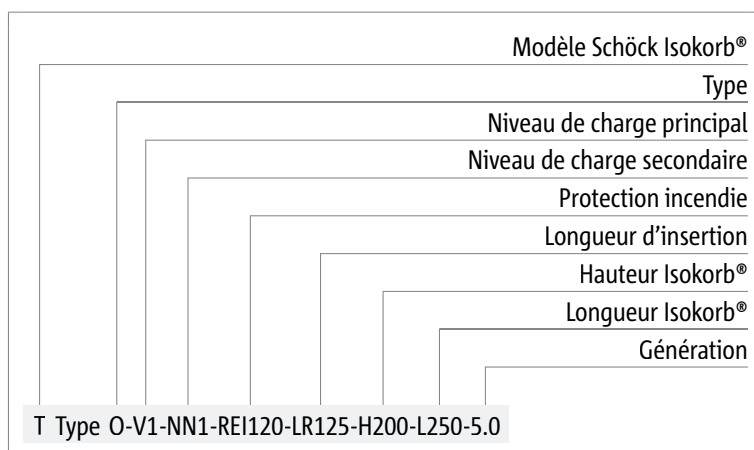 Modèle Schöck Isokorb®
Type
Niveau de charge principal
Niveau de charge secondaire
Protection incendie
Longueur d’insertion
Hauteur Isokorb®
Longueur Isokorb®
Génération
T Type O-V1-NN1-REI120-LR125-H200-L250-5.0